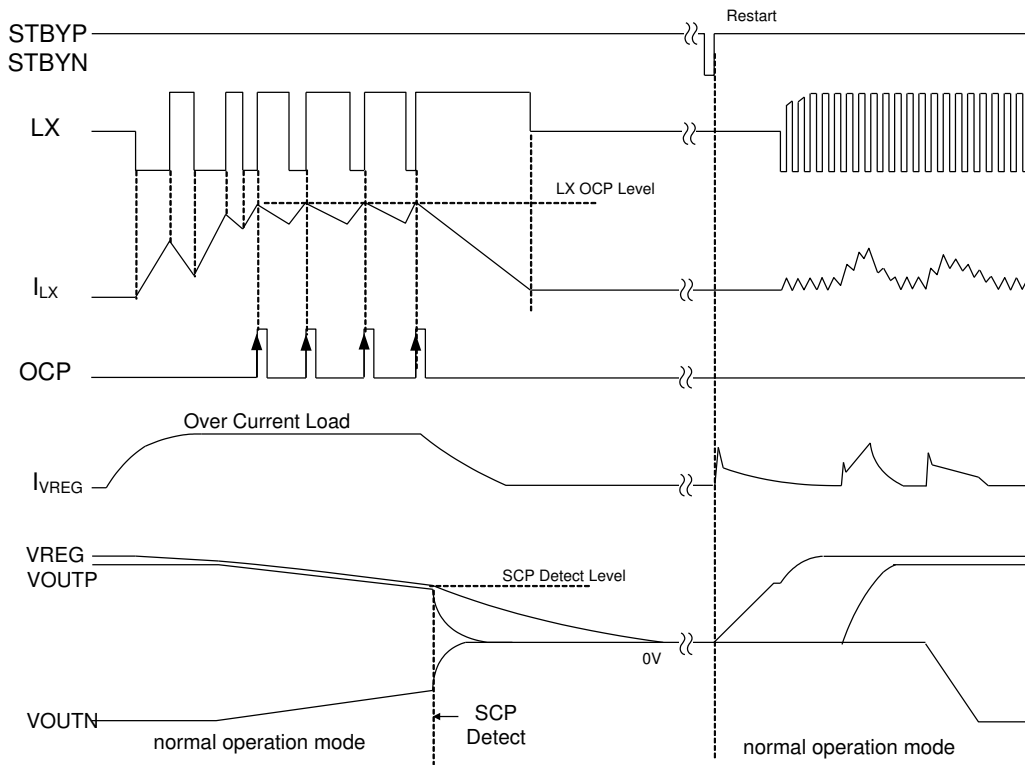 Restart
STBYP
STBYN
LX
LX OCP Level
ILX
OCP
Over Current Load
IVREG
VREG
VOUTP
SCP Detect Level
0V
VOUTN
SCP
Detect
normal operation mode
normal operation mode